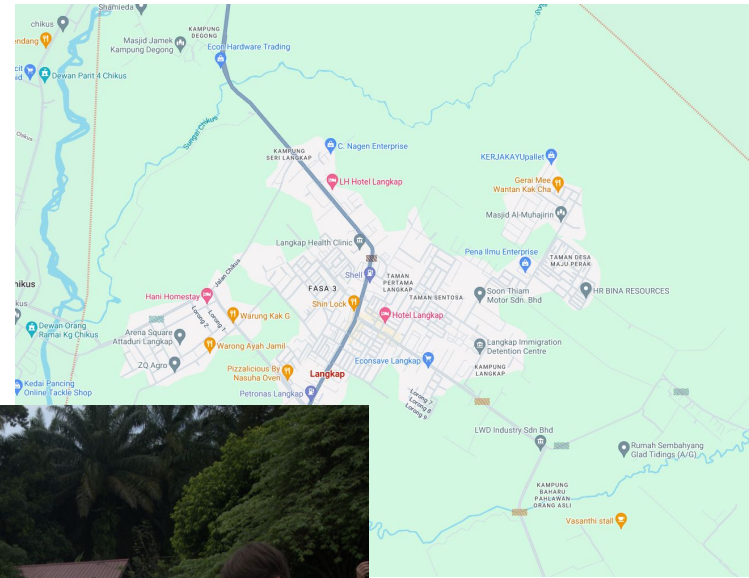 Shamieda
chikus
endang
Masjid Jamek
Kampung Degong
KAMPUNG
DEGONG
Econ Hardware Trading
Dewan Parit 4 Chikus
Chikus
Sungai Chikus
KAMPUNG
SERI LANGKAP
C. Nagen Enterprise
LH Hotel Langkap
KERJAKAYUpallet
Gerai Mee
Wantan Kak Cha
Masjid Al-Muhajirin
Langkap Health Clinic
Pena Ilmu Enterprise
TAMAN DESA
MAJU PERAK
Jalan Chikus
Shell
TAMAN
PERTAMA
LANGKAP
FASA 3
TAMAN SENTOSA
Soon Thiam
Motor Sdn. Bhd
HR BINA RESOURCES
hikus
Hani Homestay
Lorong 2
Lorong 3
Warung Kak G
Shin Lock
Hotel Langkap
Dewan Orang
Ramai Kg Chikus
Arena Square
Attaduri Langkap
Warong Ayah Jamil
Langkap Immigration
Detention Centre
ZQ Agro
Econsave Langkap
KAMPUNG
LANGKAP
Pizzalicious By
Nasuha Oven
Langkap
Kedai Pancing
Online Tackle Shop
Petronas Langkap
Lorong 7
Lorong 8
Lorong 9
LWD Industry Sdn Bhd
Rumah Sembahyang
Glad Tidings (A/G)
KAMPUNG
BAHARU
PAHLAWAN
ORANG ASLI
Vasanthi stall